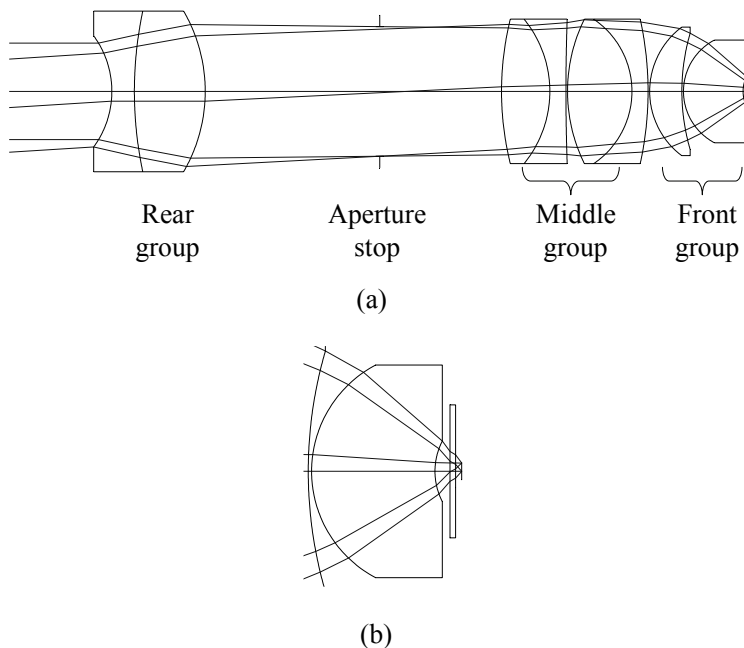 Rear
group
Aperture
stop
Middle
group
Front
group
(a)
(b)